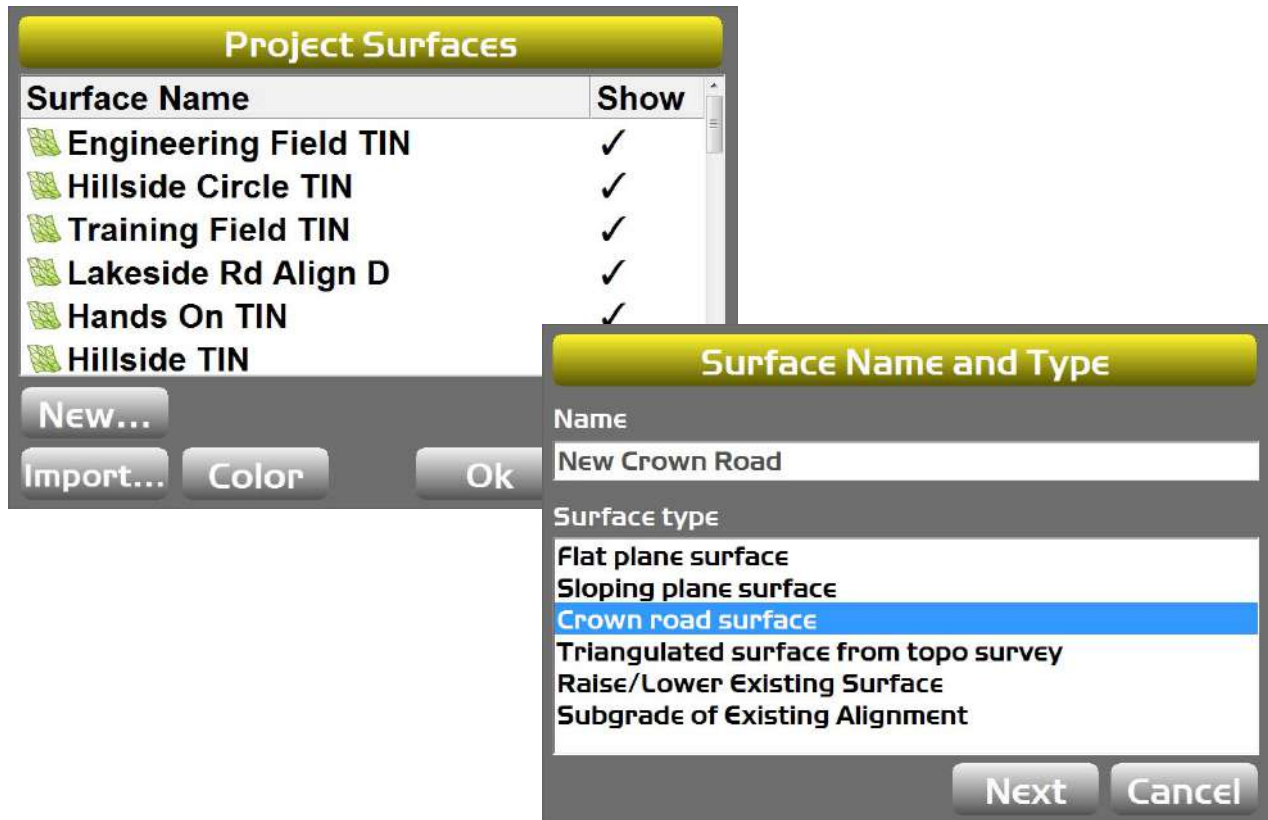 Project Surfaces
Surface Name Show
Engineering Field TIN ✓
Hillside Circle TIN ✓
Training Field TIN ✓
Lakeside Rd Align D ✓
Hands On TIN ✓
Hillside TIN
New...
Import... Color Ok
Surface Name and Type
Name
New Crown Road
Surface type
Flat plane surface
Sloping plane surface
Crown road surface
Triangulated surface from topo survey
Raise/Lower Existing Surface
Subgrade of Existing Alignment
Next Cancel